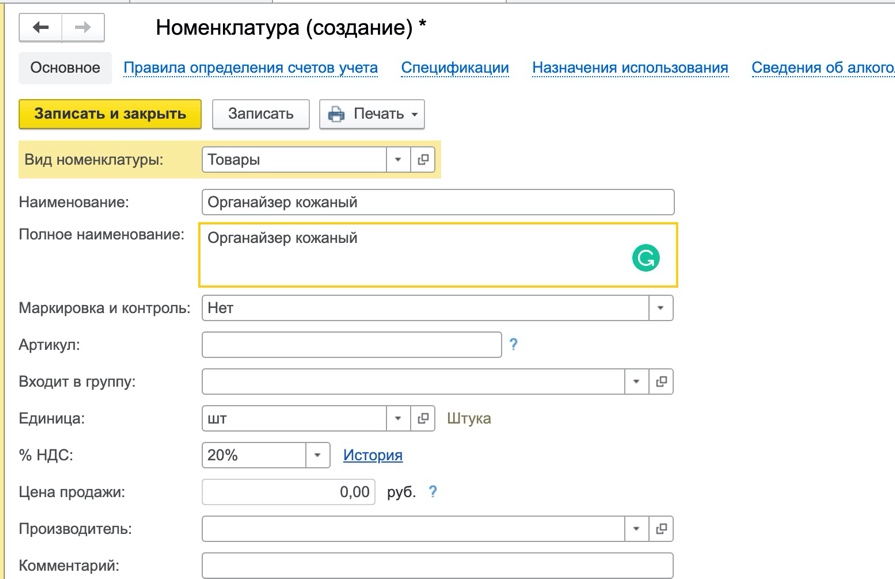 Номенклатура (создание) *
Основное Правила определения счетов учета Спецификации Назначения использования Сведения об алкого
Записать и закрыть Записать Печать
Вид номенклатуры: Товары
Наименование: Органайзер кожаный
Полное наименование: Органайзер кожаный
Маркировка и контроль: Нет
Артикул: ?
Входит в группу:
Единица: шт Штука
% НДС: 20% История
Цена продажи: 0,00 руб. ?
Производитель:
Комментарий: